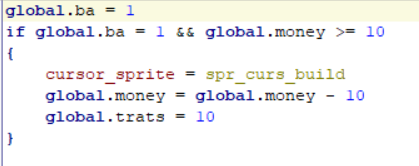 global.ba = 1
if global.ba = 1 && global.money >= 10
{
cursor_sprite = spr_curs_build
global.money = global.money - 10
global.trats = 10
}